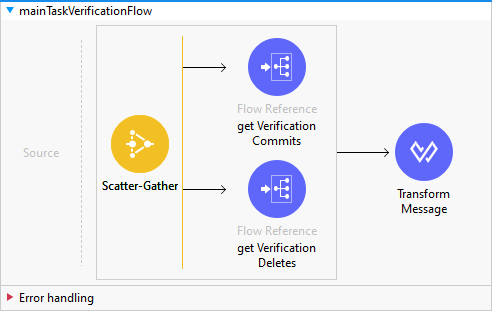 mainTaskVerificationFlow
Source
Scatter-Gather
Flow Reference
get Verification
Commits
Flow Reference
get Verification
Deletes
Transform
Message
Error handling